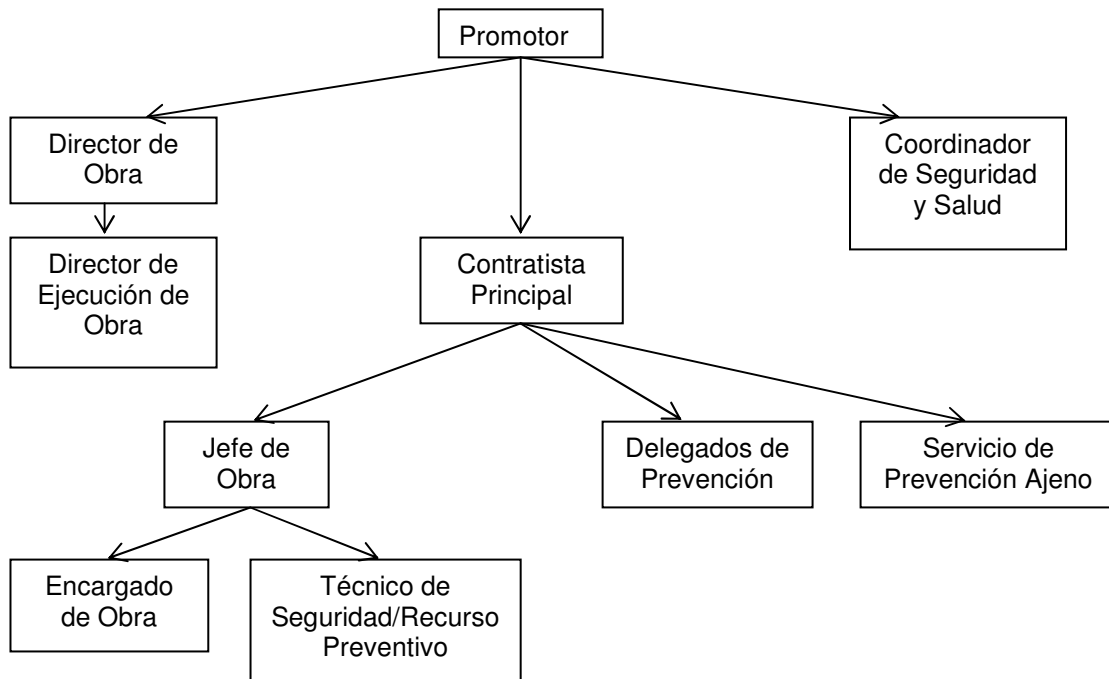 Promotor
Director de
Obra
Coordinador
de Seguridad
y Salud
Director de
Ejecución de
Obra
Contratista
Principal
Jefe de
Obra
Delegados de
Prevención
Servicio de
Prevención Ajeno
Encargado
de Obra
Técnico de
Seguridad/Recurso
Preventivo